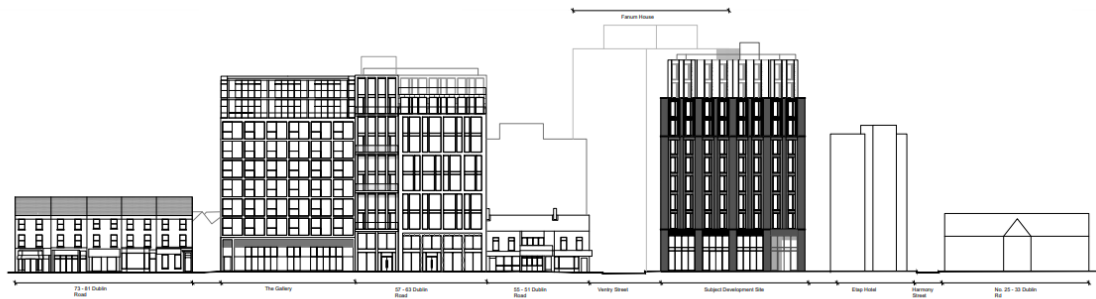 Fanum House
73 - 81 Dublin
Road
The Gallery
57 - 63 Dublin
Road
55 - 51 Dublin
Road
Ventry Street
Subject Development Site
Etap Hotel
Harmony
Street
No. 25 - 33 Dublin
Rd